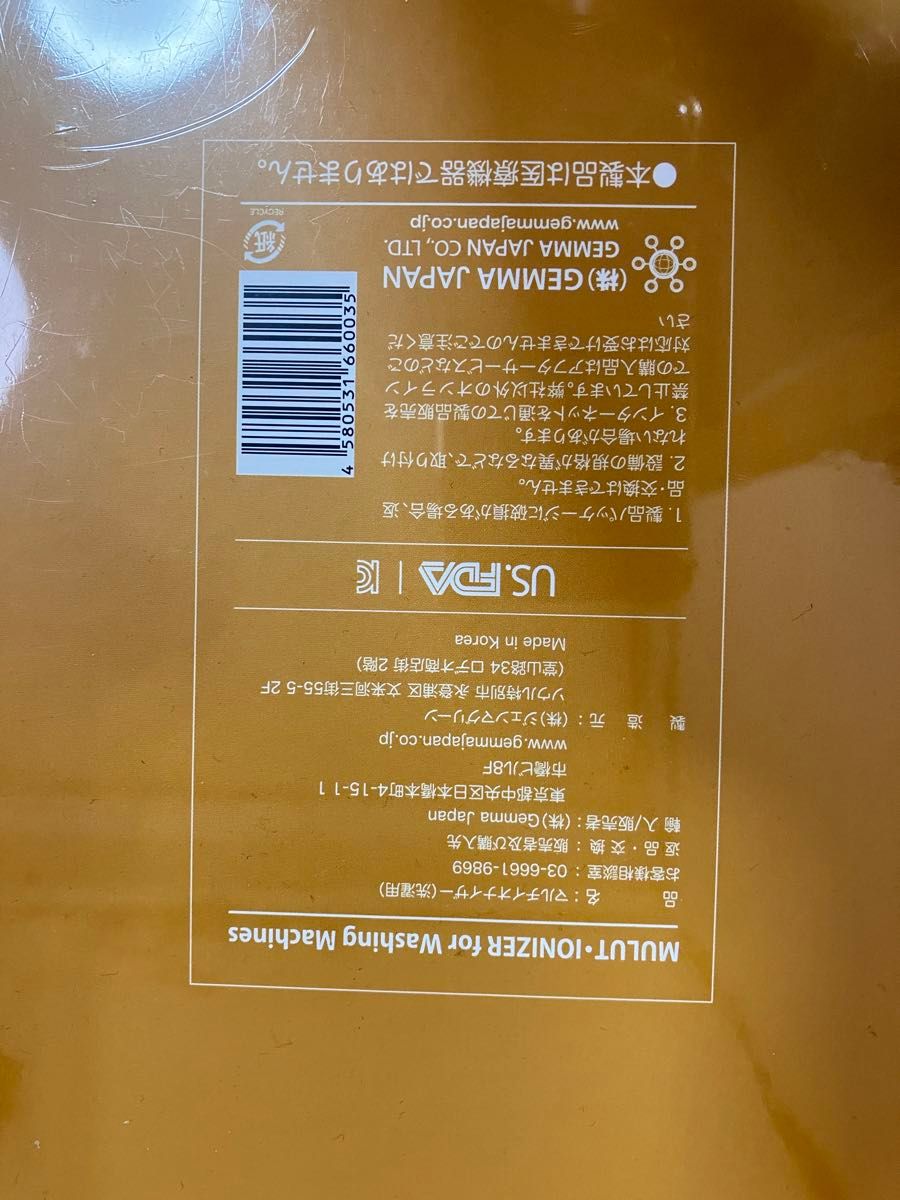 MULUT・IONIZER for Washing Machines
品　　名：マルチイオナイザー(洗濯用)
お客様相談室：03-6661-9869
返品・交換：販売者及び購入先
輸入/販売者：(株)Gemma Japan
東京都中央区日本橋本町4-15-11
市橋ビル8F
www.gemmajapan.co.jp
製　造　元：(株)ジェンマグリーン
ソウル特別市 永登浦区 文来洞三街55-5 2F
(堂山路34 ロデオ商店街 2階)
Made in Korea
US.FDA | KC
1. 製品パッケージに破損がある場合、返
品・交換はできません。
2. 設備の規格が異なるなどで、取り付け
れない場合があります。
3. インターネットを通じての製品販売を
禁止しています。弊社以外のオンライン
での購入品はアフターサービスなどのご
対応はお受けできませんのでご注意くだ
さい
4 580531 660035
(株)GEMMA JAPAN
GEMMA JAPAN CO., LTD.
www.gemmajapan.co.jp
紙
RECYCLE
●本製品は医療機器ではありません。